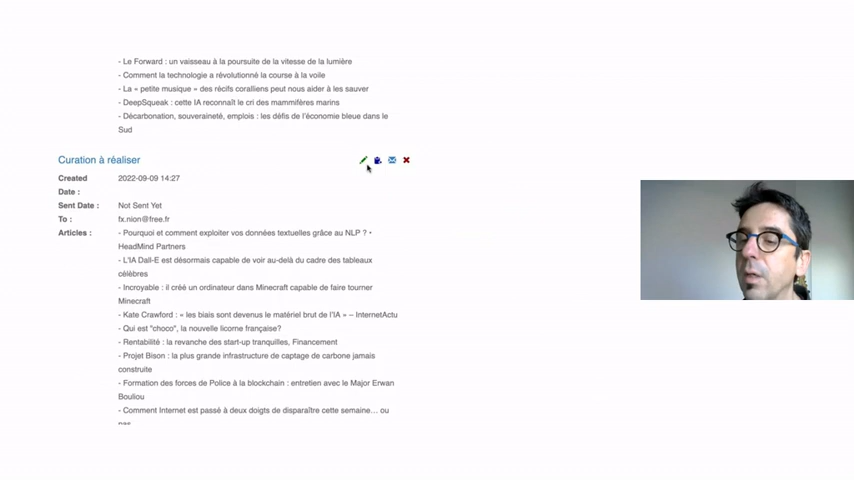 - Le Forward : un vaisseau à la poursuite de la vitesse de la lumière
- Comment la technologie a révolutionné la course à la voile
- La « petite musique » des récifs coralliens peut nous aider à les sauver
- DeepSqueak : cette IA reconnaît le cri des mammifères marins
- Décarbonation, souveraineté, emplois : les défis de l'économie bleue dans le
Sud
Curation à réaliser
Created 2022-09-09 14:27
Date :
Sent Date : Not Sent Yet
To : fx.nion@free.fr
Articles : - Pourquoi et comment exploiter vos données textuelles grâce au NLP ? •
HeadMind Partners
- L'IA Dall-E est désormais capable de voir au-delà du cadre des tableaux
célèbres
- Incroyable : il créé un ordinateur dans Minecraft capable de faire tourner
Minecraft
- Kate Crawford : » les biais sont devenus le matériel brut de l'IA » – InternetActu
- Qui est "choco", la nouvelle licorne française?
- Rentabilité : la revanche des start-up tranquilles, Financement
- Projet Bison : la plus grande infrastructure de captage de carbone jamais
construite
- Formation des forces de Police à la blockchain : entretien avec le Major Erwan
Bouliou
- Comment Internet est passé à deux doigts de disparaître cette semaine… ou
pas